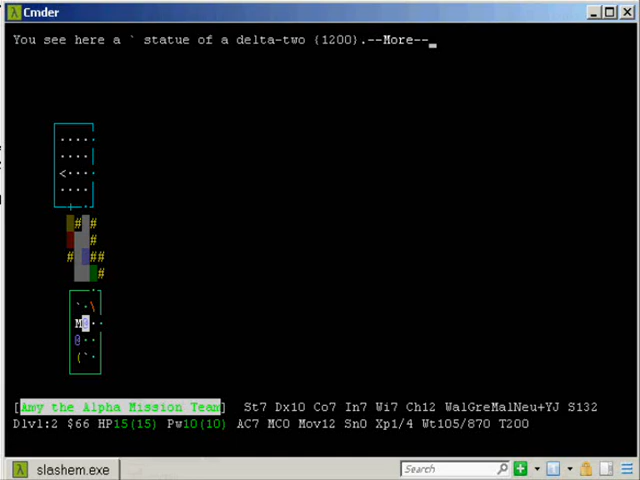 Cmder
You see here a ` statue of a delta-two (1200).--More--
<····
##
#
###
#
` \
M@··
@··
(`·
[Amy the Alpha Mission Team] St7 Dx10 Co7 In7 Wi7 Ch12 WalGreMalNeu+YJ S132
Dlvl:2 $66 HP15(15) Pw10(10) AC7 MC0 Mov12 Sn0 Xp1/4 Wt105/870 T200
slashem.exe
Search